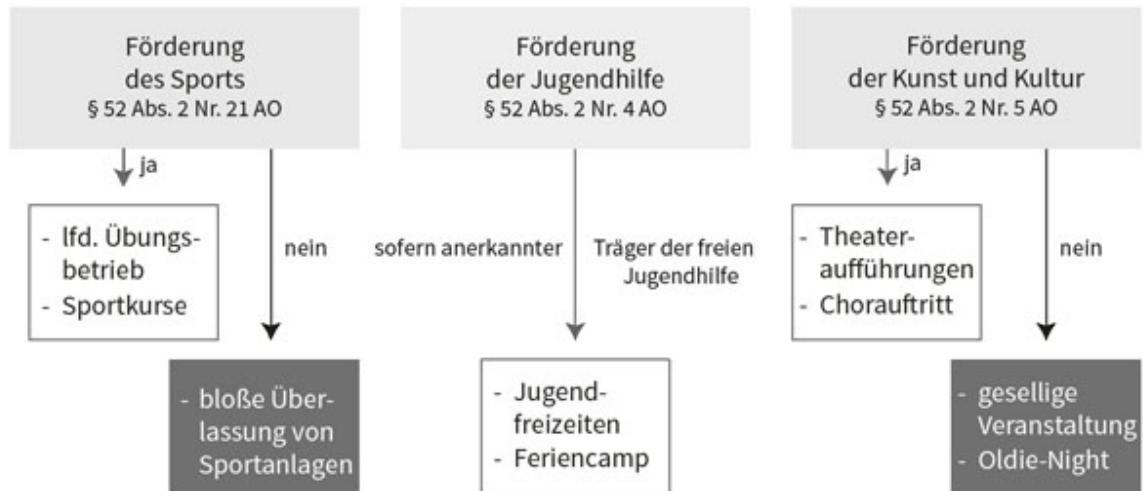 Förderung
des Sports
§ 52 Abs. 2 Nr. 21 AO
ja
nein
- lfd. Übungs-
betrieb
- Sportkurse
- bloße Über-
lassung von
Sportanlagen
Förderung
der Jugendhilfe
§ 52 Abs. 2 Nr. 4 AO
sofern anerkannter
Träger der freien
Jugendhilfe
- Jugend-
freizeiten
- Feriencamp
Förderung
der Kunst und Kultur
§ 52 Abs. 2 Nr. 5 AO
ja
nein
- Theater-
aufführungen
- Chorauftritt
- gesellige
Veranstaltung
- Oldie-Night